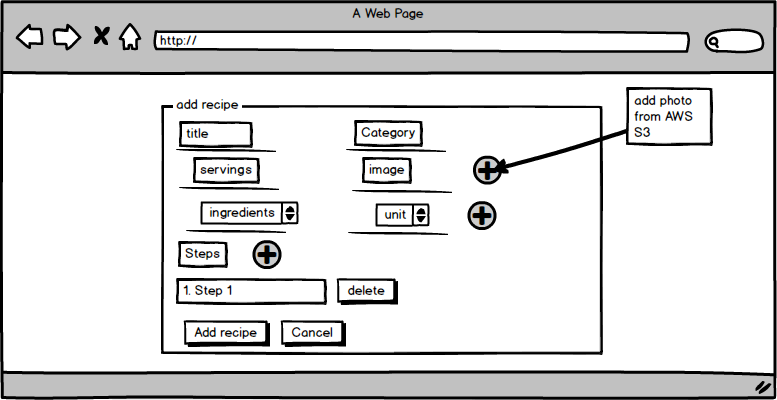 A Web Page
http://
add recipe
add photo
from AWS
S3
title
Category
servings
image
ingredients
unit
Steps
1. Step 1
delete
Add recipe
Cancel